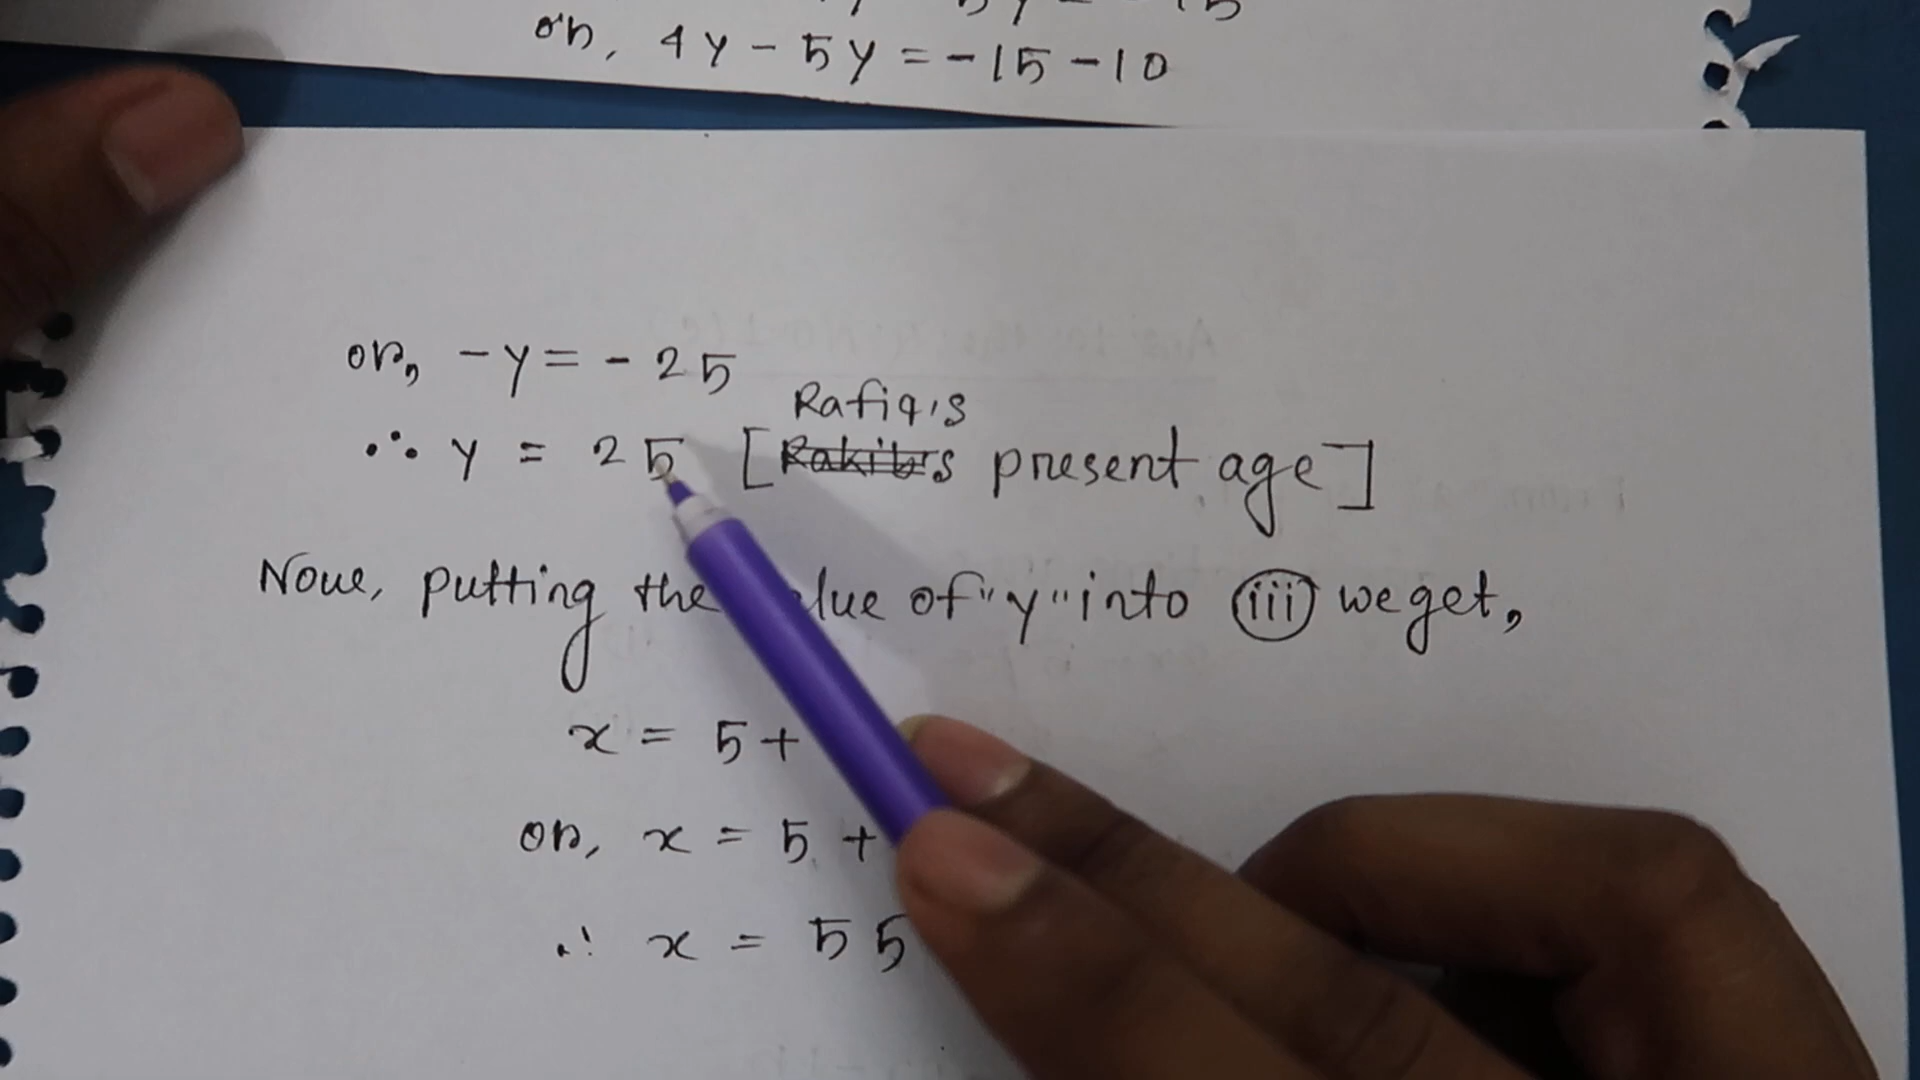 or, 4y - 5y = -15 - 10
or, -y = - 25
Rafiq's
∴ y = 25 [Rakib's present age]
Now, putting the value of "y" into (iii) we get,
x = 5 +
or, x = 5 +
∴ x = 55